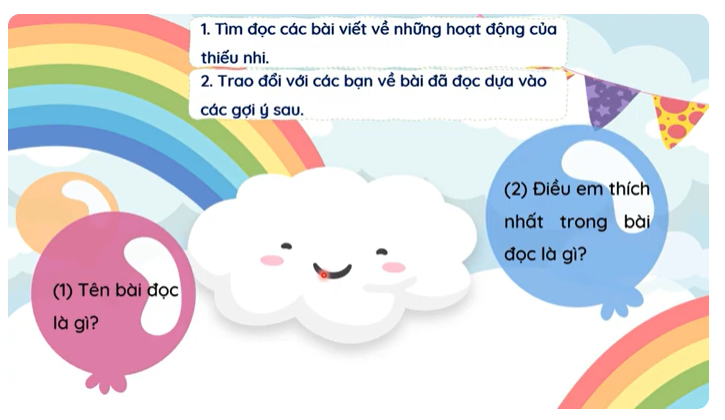 1. Tìm đọc các bài viết về những hoạt động của
thiếu nhi.
2. Trao đổi với các bạn về bài đã đọc dựa vào
các gợi ý sau.
(1) Tên bài đọc
là gì?
(2) Điều em thích
nhất trong bài
đọc là gì?